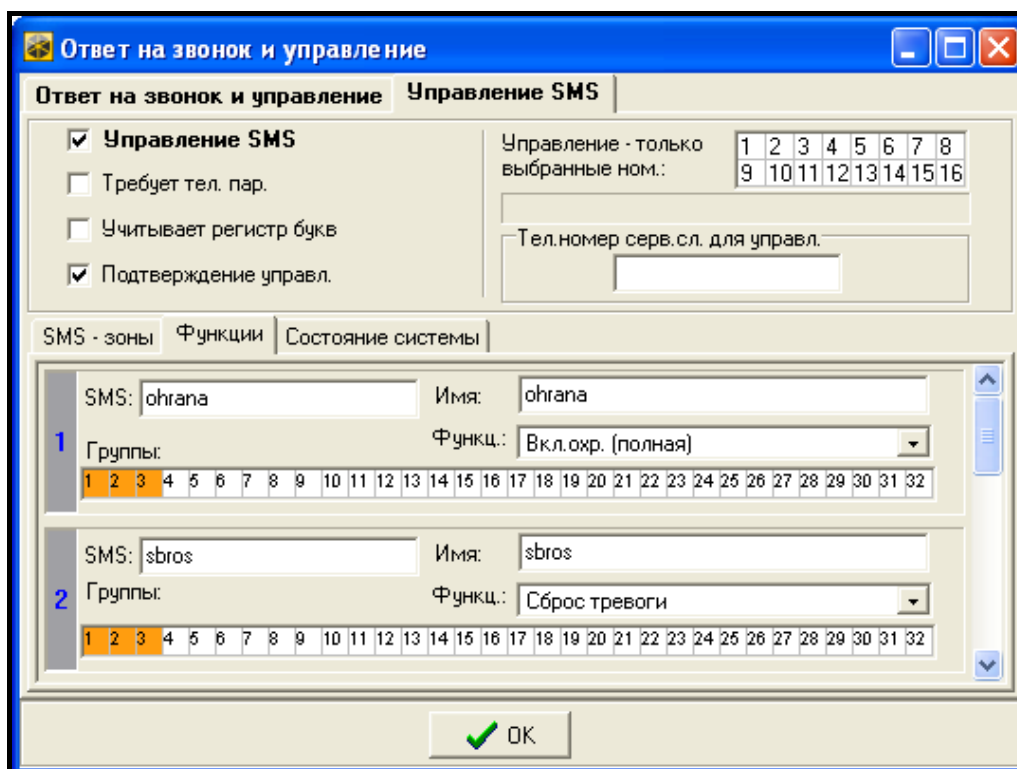 Ответ на звонок и управление
Ответ на звонок и управление Управление SMS
Управление SMS
Требует тел. пар.
Учитывает регистр букв
Подтверждение управл.
Управление - только
выбранные ном.:
1 2 3 4 5 6 7 8
9 10 11 12 13 14 15 16
Тел.номер серв.сл. для управл.
SMS - зоны Функции Состояние системы
1
SMS: ohrana Имя: ohrana
Группы: Функц.: Вкл.охр. (полная)
1 2 3 4 5 6 7 8 9 10 11 12 13 14 15 16 17 18 19 20 21 22 23 24 25 26 27 28 29 30 31 32
2
SMS: sbros Имя: sbros
Группы: Функц.: Сброс тревоги
1 2 3 4 5 6 7 8 9 10 11 12 13 14 15 16 17 18 19 20 21 22 23 24 25 26 27 28 29 30 31 32
OK